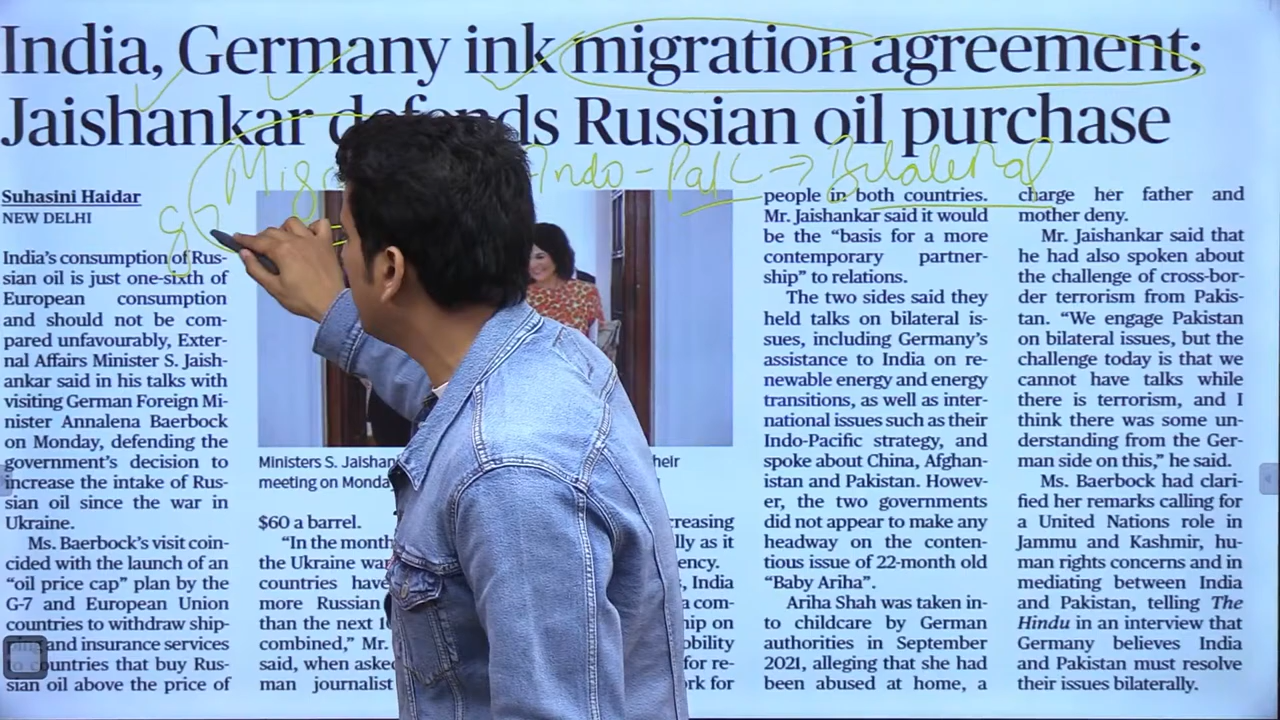 India, Germany ink migration agreement;
Jaishankar defends Russian oil purchase
Indo - Pak → Bilateral
Suhasini Haidar
NEW DELHI
India's consumption of Rus-
sian oil is just one-sixth of
European consumption
and should not be com-
pared unfavourably, Exter-
nal Affairs Minister S. Jaish-
ankar said in his talks with
visiting German Foreign Mi-
nister Annalena Baerbock
on Monday, defending the
government's decision to
increase the intake of Rus-
sian oil since the war in
Ukraine.
Ms. Baerbock's visit coin-
cided with the launch of an
"oil price cap" plan by the
G-7 and European Union
countries to withdraw ship-
and insurance services
countries that buy Rus-
sian oil above the price of
Ministers S. Jaishan
meeting on Monda
$60 a barrel.
"In the month
the Ukraine wa
countries have
more Russian
than the next
combined," Mr.
said, when aske
man journalist
people in both countries.
Mr. Jaishankar said it would
be the "basis for a more
contemporary partner-
ship" to relations.
The two sides said they
held talks on bilateral is-
sues, including Germany's
assistance to India on re-
newable energy and energy
transitions, as well as inter-
national issues such as their
Indo-Pacific strategy, and
spoke about China, Afghan-
istan and Pakistan. Howev-
er, the two governments
did not appear to make any
headway on the conten-
tious issue of 22-month old
"Baby Ariha".
Ariha Shah was taken in-
to childcare by German
authorities in September
2021, alleging that she had
been abused at home, a
charge her father and
mother deny.
Mr. Jaishankar said that
he had also spoken about
the challenge of cross-bor-
der terrorism from Pakis-
tan. "We engage Pakistan
on bilateral issues, but the
challenge today is that we
cannot have talks while
there is terrorism, and I
think there was some un-
derstanding from the Ger-
man side on this," he said.
Ms. Baerbock had clari-
fied her remarks calling for
a United Nations role in
Jammu and Kashmir, hu-
man rights concerns and in
mediating between India
and Pakistan, telling The
Hindu in an interview that
Germany believes India
and Pakistan must resolve
their issues bilaterally.